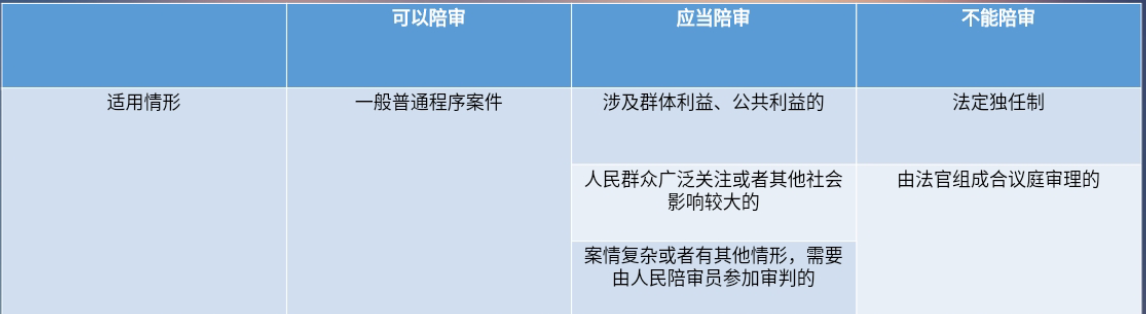 可以陪审
应当陪审
不能陪审
适用情形
一般普通程序案件
涉及群体利益、公共利益的
法定独任制
人民群众广泛关注或者其他社会
影响较大的
由法官组成合议庭审理的
案情复杂或者有其他情形，需要
由人民陪审员参加审判的